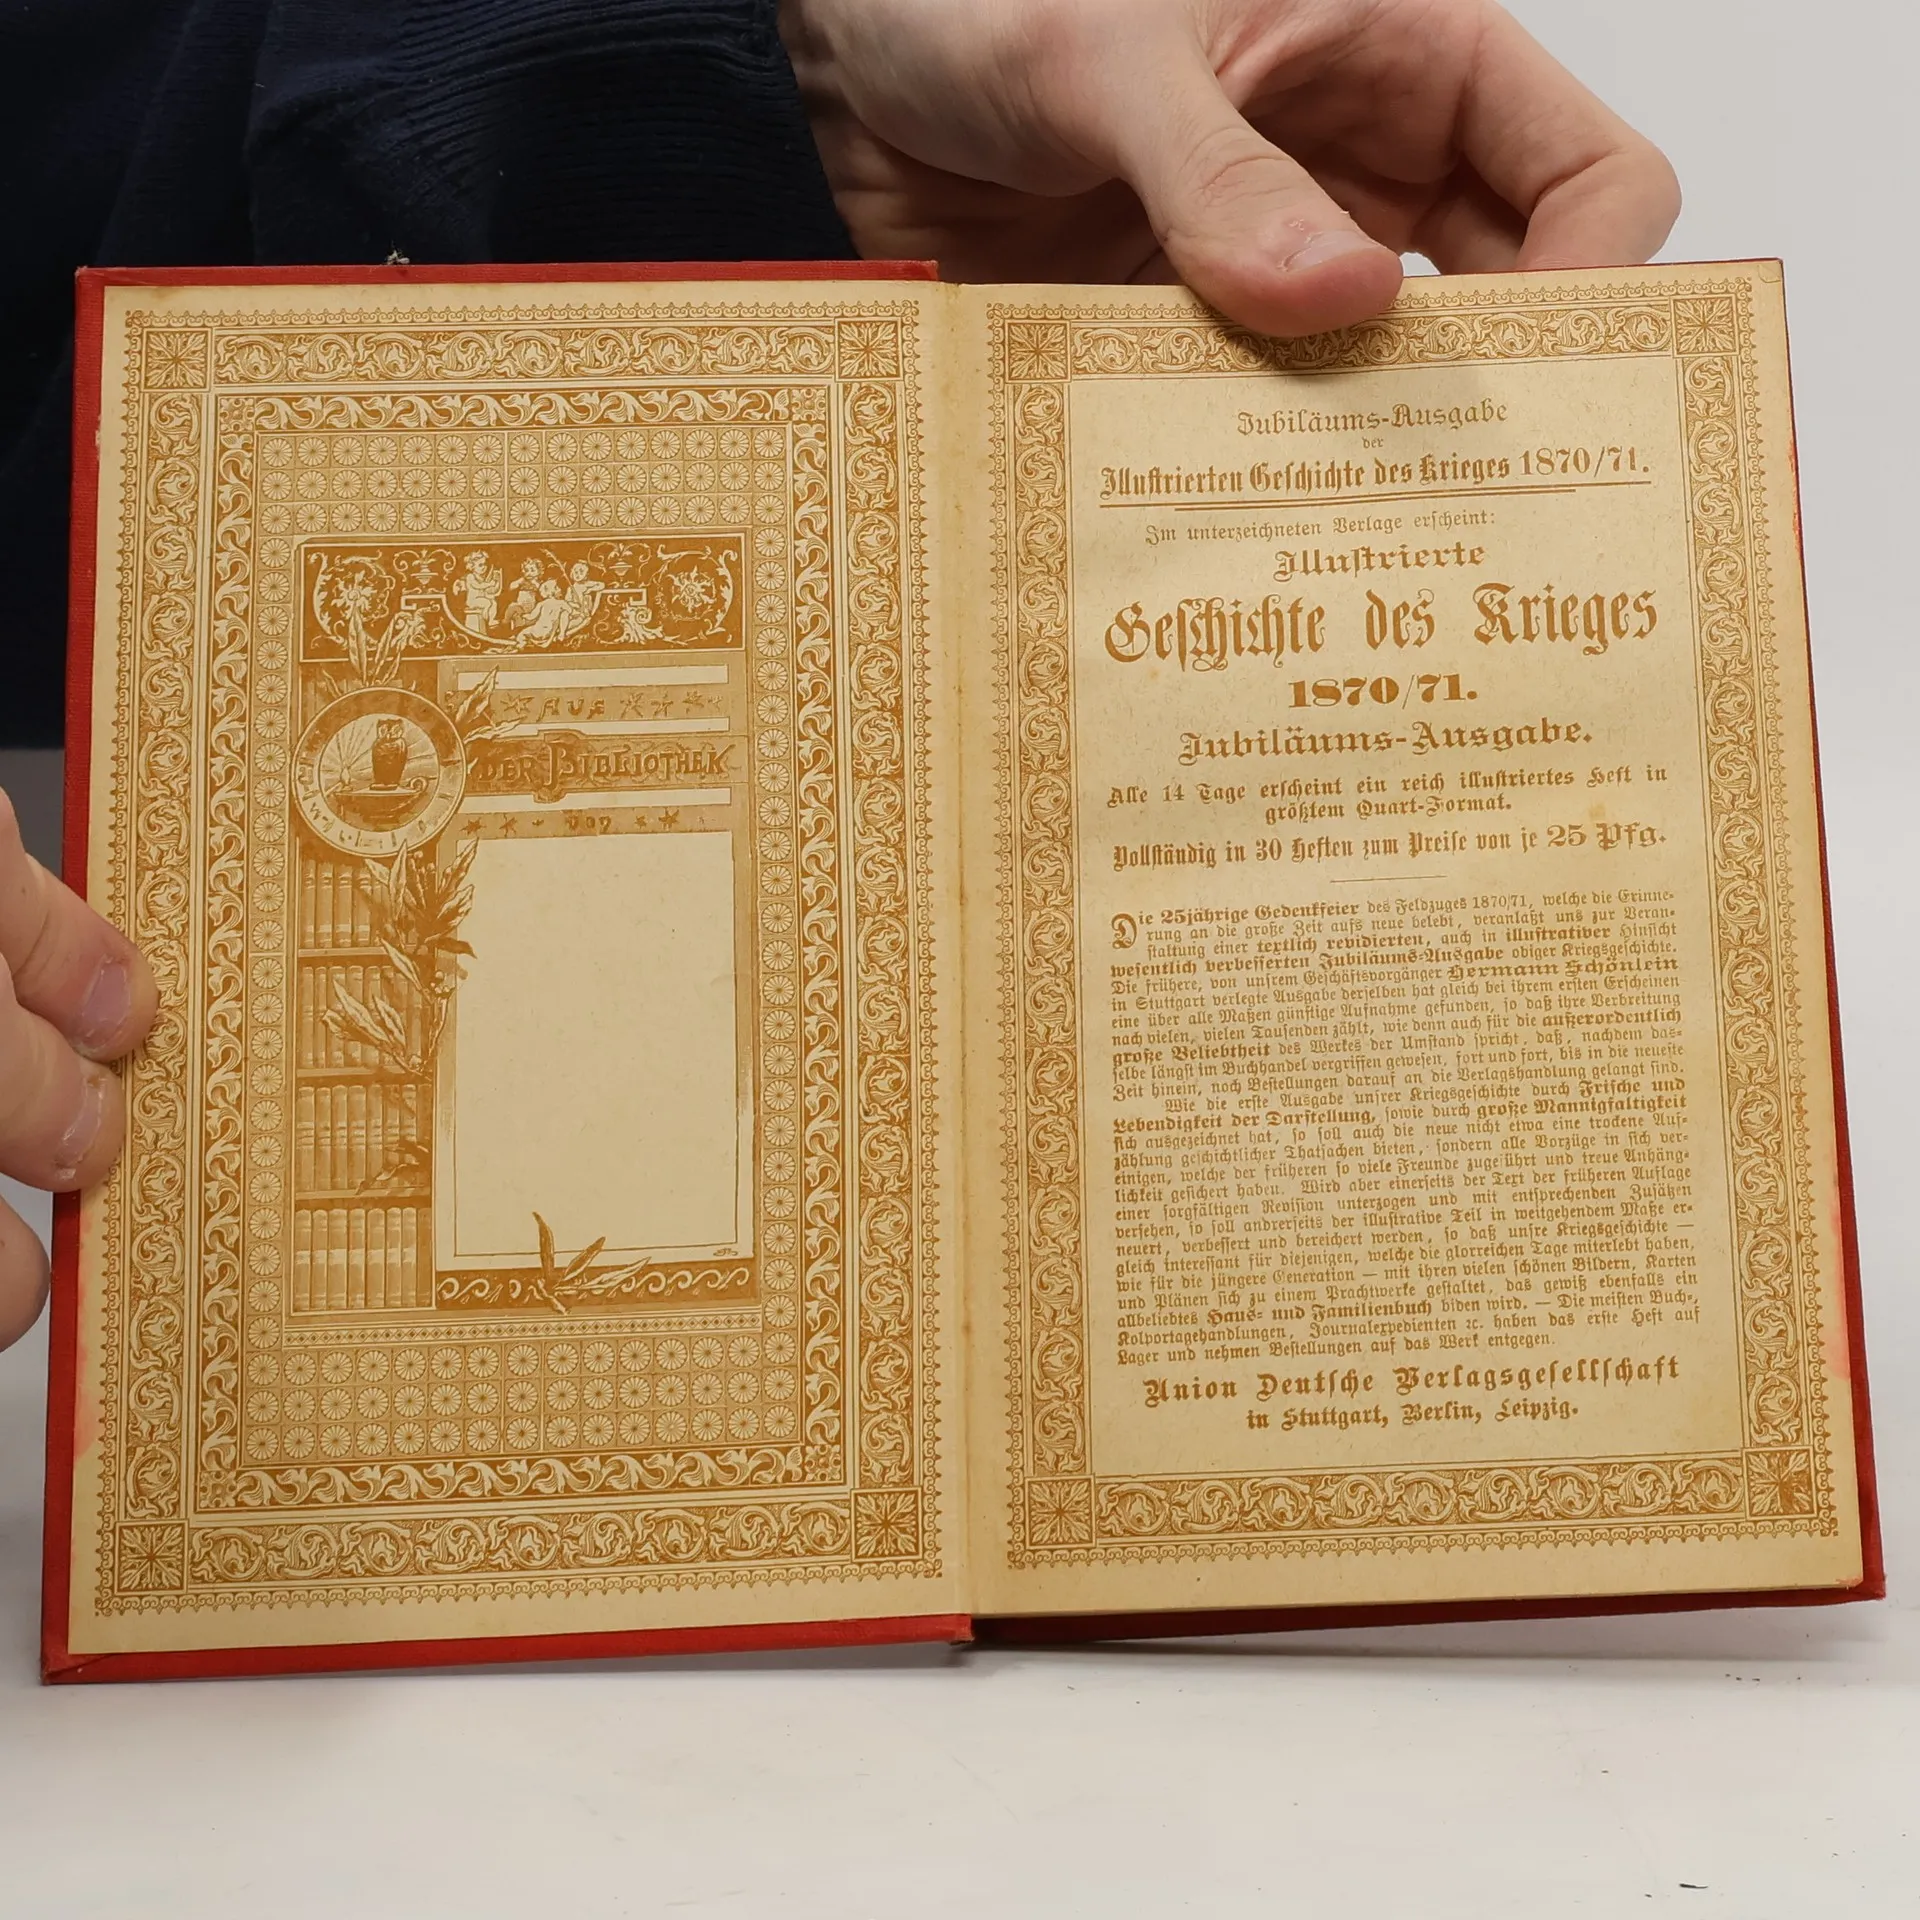 AUS
DER BIBLIOTHEK
von
Jubiläums-Ausgabe
der
Illustrierten Geschichte des Krieges 1870/71.
Im unterzeichneten Verlage erscheint:
Illustrierte
Geschichte des Krieges
1870/71.
Jubiläums-Ausgabe.
Alle 14 Tage erscheint ein reich illustriertes Heft in
größtem Quart-Format.
Vollständig in 30 Heften zum Preise von je 25 Pfg.
Die 25jährige Gedenkfeier des Feldzuges 1870/71, welche die Erinne-
rung an die große Zeit aufs neue belebt, veranlaßt uns zur Veran-
staltung einer textlich revidierten, auch in illustrativer Hinsicht
wesentlich verbesserten Jubiläums-Ausgabe obiger Kriegsgeschichte.
Die frühere, von unsrem Geschäftsvorgänger Hermann Schönlein
in Stuttgart verlegte Ausgabe derselben hat gleich bei ihrem ersten Erscheinen
eine über alle Maßen günstige Aufnahme gefunden, so daß ihre Verbreitung
nach vielen, vielen Tausenden zählt, wie denn auch für die außerordentlich
große Beliebtheit des Werkes der Umstand spricht, daß, nachdem das-
selbe längst im Buchhandel vergriffen gewesen, fort und fort, bis in die neueste
Zeit hinein, noch Bestellungen darauf an die Verlagshandlung gelangt sind.
Wie die erste Ausgabe unsrer Kriegsgeschichte durch Frische und
Lebendigkeit der Darstellung, sowie durch große Mannigfaltigkeit
sich ausgezeichnet hat, so soll auch die neue nicht etwa eine trockene Auf-
zählung geschichtlicher Thatsachen bieten, sondern alle Vorzüge in sich ver-
einigen, welche der früheren so viele Freunde zugeführt und treue Anhäng-
lichkeit gesichert haben. Wird aber einerseits der Text der früheren Auflage
einer sorgfältigen Revision unterzogen und mit entsprechenden Zusätzen
versehen, so soll andrerseits der illustrative Teil in weitgehendem Maße er-
neuert, verbessert und bereichert werden, so daß unsre Kriegsgeschichte —
gleich interessant für diejenigen, welche die glorreichen Tage miterlebt haben,
wie für die jüngere Generation — mit ihren vielen schönen Bildern, Karten
und Plänen sich zu einem Prachtwerke gestaltet, das gewiß ebenfalls ein
allbeliebtes Haus- und Familienbuch bilden wird. — Die meisten Buch-,
Kolportagehandlungen, Journalexpedienten 2c. haben das erste Heft auf
Lager und nehmen Bestellungen auf das Werk entgegen.
Union Deutsche Verlagsgesellschaft
in Stuttgart, Berlin, Leipzig.